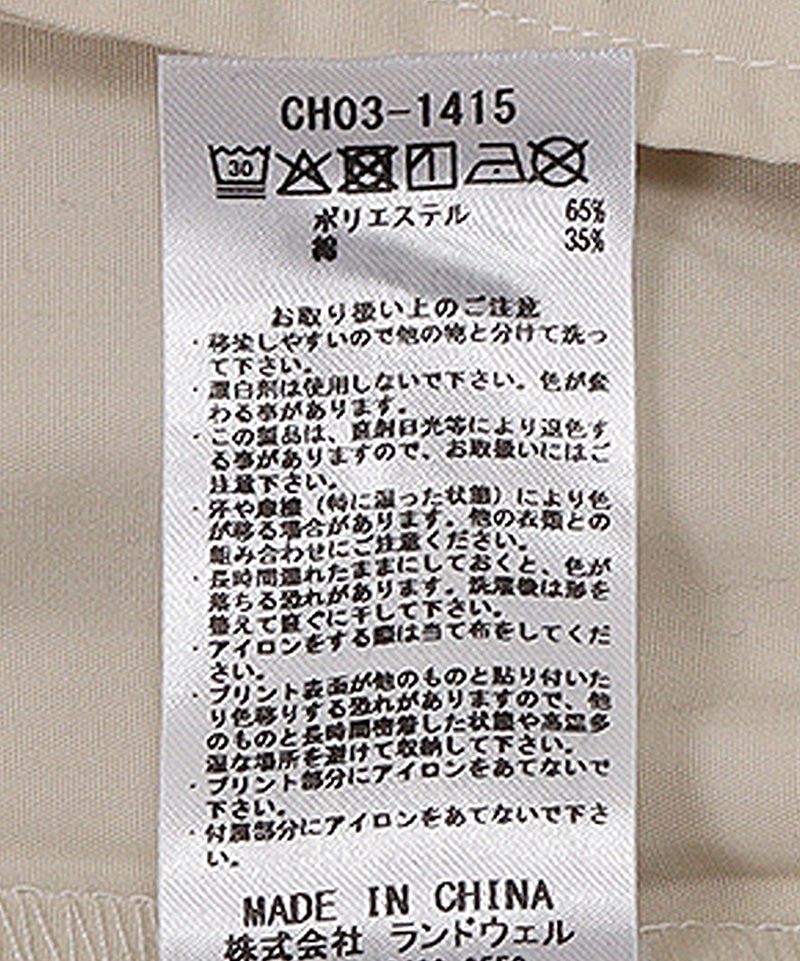 CH03-1415
30
ポリエステル 65%
綿 35%
お取り扱い上のご注意
・移染しやすいので他の物と分けて洗っ
て下さい。
・漂白剤は使用しないで下さい。色が変
わる事があります。
・この製品は、直射日光等により退色す
る事がありますので、お取扱いにはご
注意下さい。
・汗や摩擦（特に湿った状態）により色
が移る場合があります。他の衣類との
組み合わせにご注意ください。
・長時間濡れたままにしておくと、色が
落ちる恐れがあります。洗濯後は形を
整えて直ぐに干して下さい。
・アイロンをする際は当て布をしてくだ
さい。
・プリント表面が他のものと貼り付いた
り色移りする恐れがありますので、他
のものと長時間密着した状態や高温多
湿な場所を避けて収納して下さい。
・プリント部分にアイロンをあてないで
下さい。
・付属部分にアイロンをあてないで下さ
い。
MADE IN CHINA
株式会社 ランドウェル